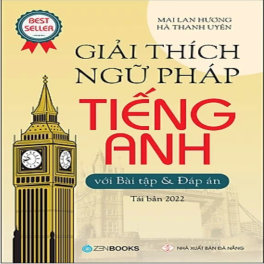 BEST
SELLER
MAI LAN HƯƠNG
HÀ THANH UYÊN
GIẢI THÍCH
NGỮ PHÁP
TIẾNG
ANH
với Bài tập & Đáp án
Tái bản 2022
ZENBOOKS
NHÀ XUẤT BẢN ĐÀ NẴNG